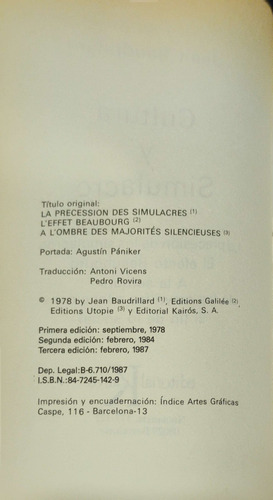 Título original:
LA PRECESSION DES SIMULACRES (1)
L'EFFET BEAUBOURG (2)
A L'OMBRE DES MAJORITÉS SILENCIEUSES (3)
Portada: Agustín Pániker
Traducción: Antoni Vicens
Pedro Rovira
© 1978 by Jean Baudrillard (1), Editions Galilée (2),
Editions Utopie (3) y Editorial Kairós, S. A.
Primera edición: septiembre, 1978
Segunda edición: febrero, 1984
Tercera edición: febrero, 1987
Dep. Legal: B-6.710/1987
I.S.B.N.: 84-7245-142-9
Impresión y encuadernación: Índice Artes Gráficas
Caspe, 116 - Barcelona-13